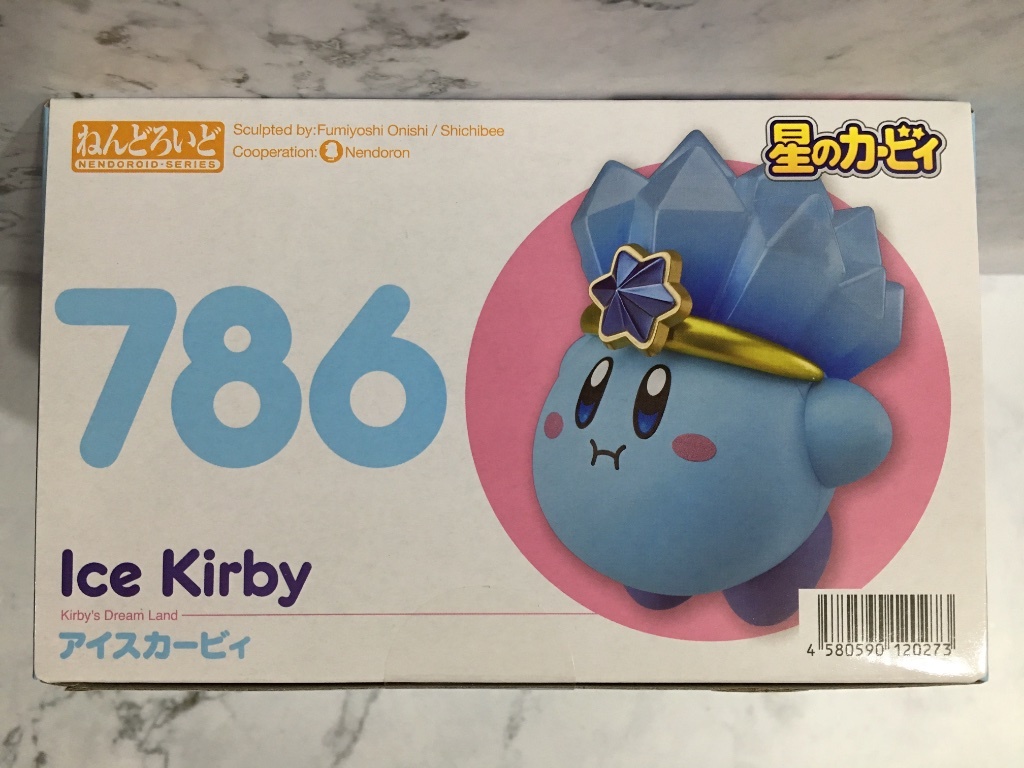 ねんどろいど
NENDOROID・SERIES
Sculpted by:Fumiyoshi Onishi / Shichibee
Cooperation: Nendoron
星のカービィ
786
Ice Kirby
Kirby's Dream Land
アイスカービィ
4 580590 120273